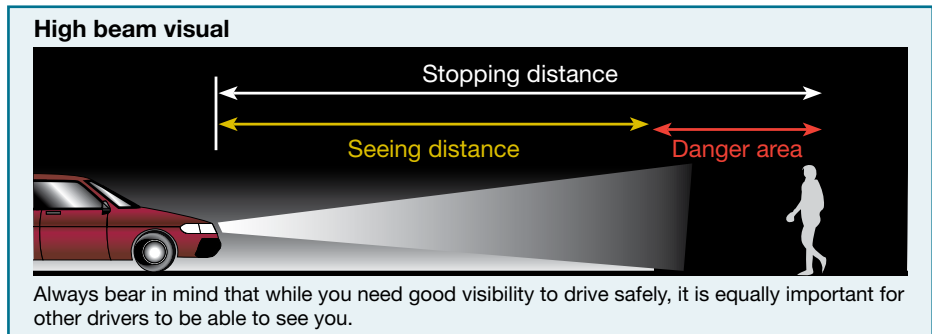 High beam visual
Stopping distance
Seeing distance
Danger area
Always bear in mind that while you need good visibility to drive safely, it is equally important for
other drivers to be able to see you.